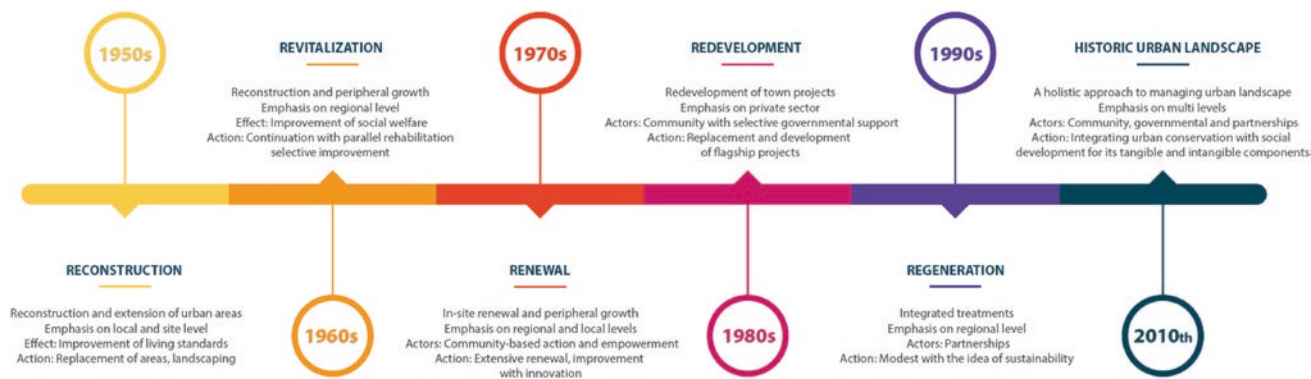 1950s
RECONSTRUCTION
Reconstruction and extension of urban areas
Emphasis on local and site level
Effect: Improvement of living standards
Action: Replacement of areas, landscaping
REVITALIZATION
Reconstruction and peripheral growth
Emphasis on regional level
Effect: Improvement of social welfare
Action: Continuation with parallel rehabilitation
selective improvement
1960s
1970s
RENEWAL
In-site renewal and peripheral growth
Emphasis on regional and local levels
Actors: Community-based action and empowerment
Action: Extensive renewal, improvement
with innovation
REDEVELOPMENT
Redevelopment of town projects
Emphasis on private sector
Actors: Community with selective governmental support
Action: Replacement and development
of flagship projects
1980s
1990s
REGENERATION
Integrated treatments
Emphasis on regional level
Actors: Partnerships
Action: Modest with the idea of sustainability
HISTORIC URBAN LANDSCAPE
A holistic approach to managing urban landscape
Emphasis on multi levels
Actors: Community, governmental and partnerships
Action: Integrating urban conservation with social
development for its tangible and intangible components
2010th